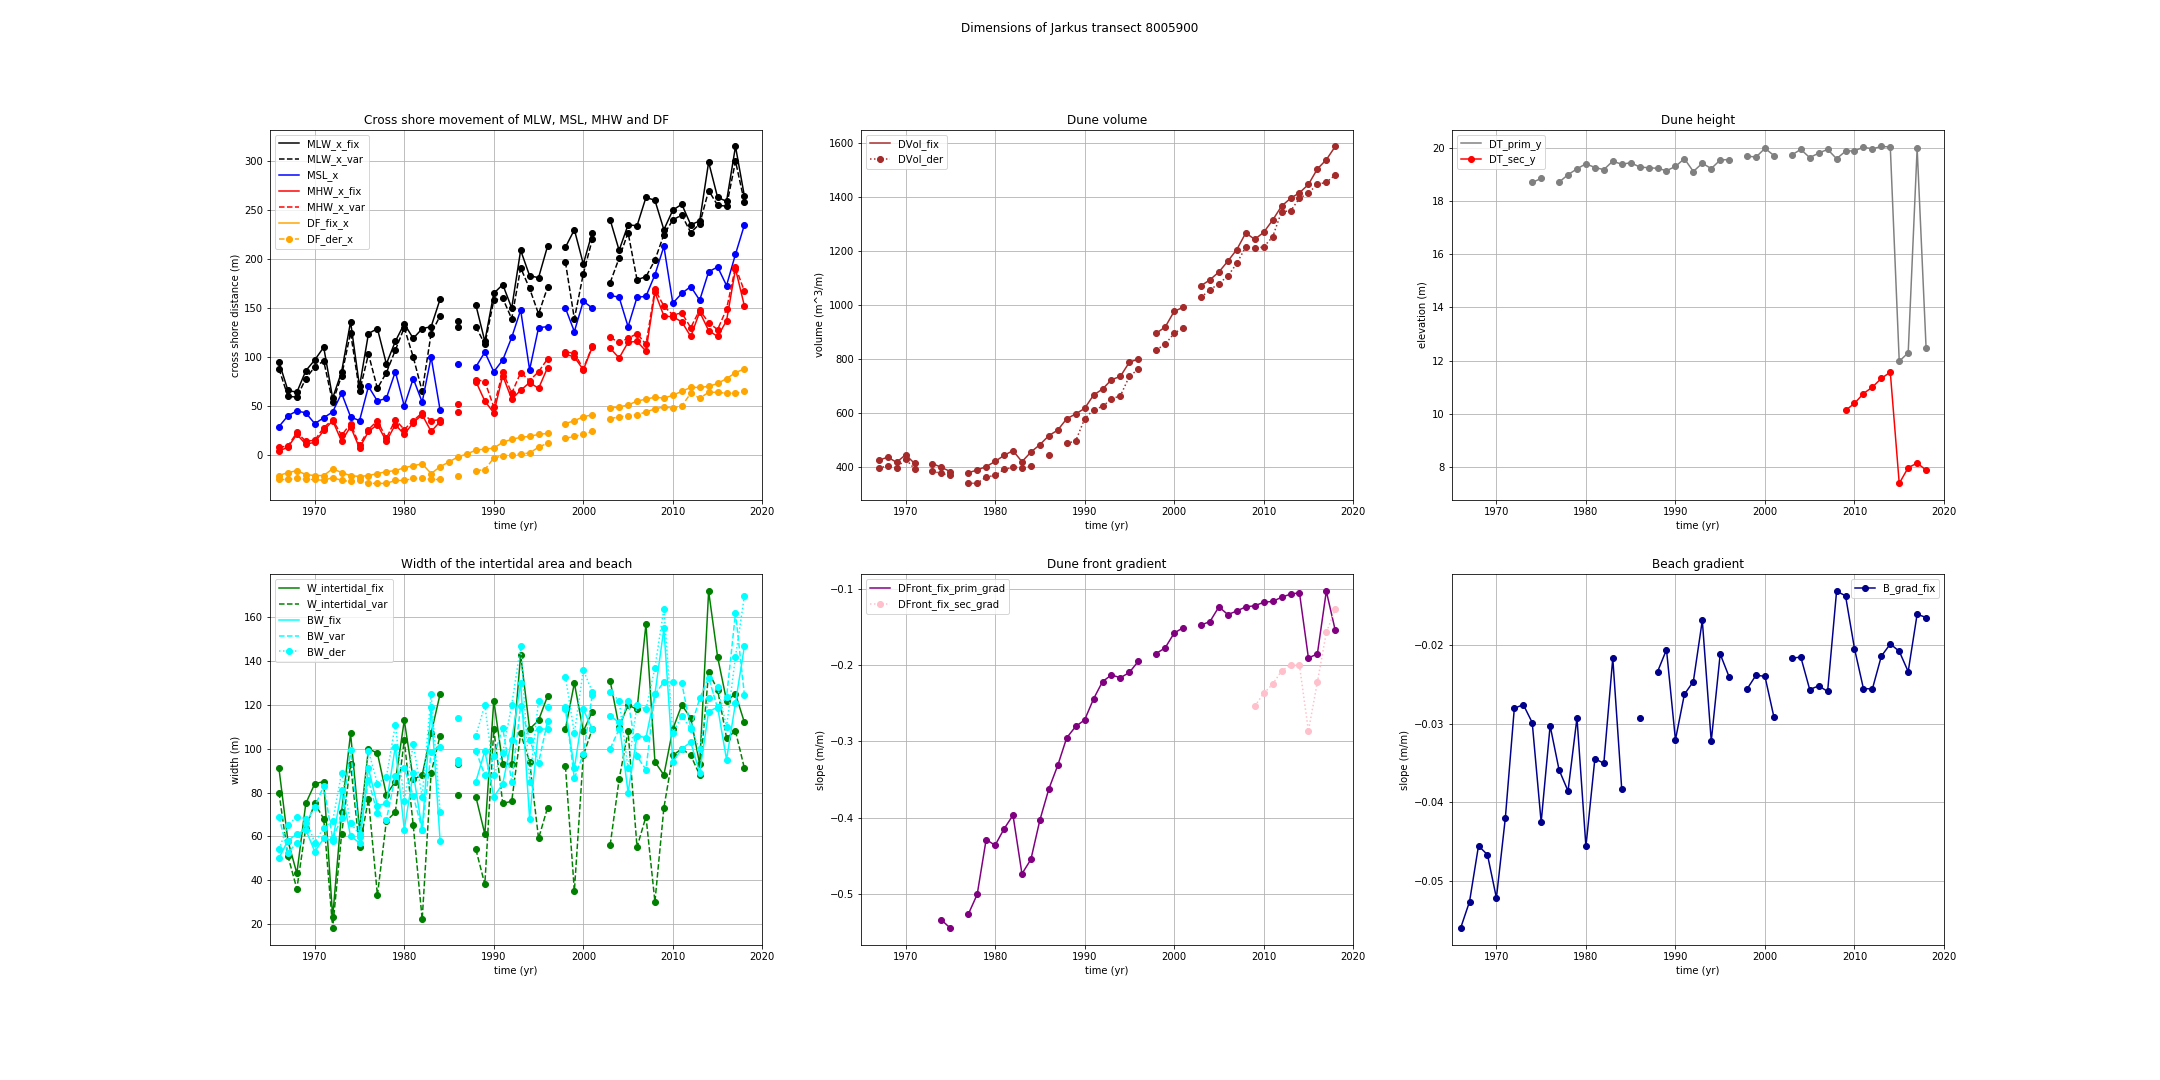 Dimensions of Jarkus transect 8005900
Cross shore movement of MLW, MSL, MHW and DF
MLW_x_fix
MLW_x_var
MSL_x
MHW_x_fix
MHW_x_var
DF_fix_x
DF_der_x
cross shore distance (m)
300
250
200
150
100
50
0
1970 1980 1990 2000 2010 2020
time (yr)
Dune volume
DVol_fix
DVol_der
volume (m^3/m)
1600
1400
1200
1000
800
600
400
1970 1980 1990 2000 2010 2020
time (yr)
Dune height
DT_prim_y
DT_sec_y
elevation (m)
20
18
16
14
12
10
8
1970 1980 1990 2000 2010 2020
time (yr)
Width of the intertidal area and beach
W_intertidal_fix
W_intertidal_var
BW_fix
BW_var
BW_der
width (m)
160
140
120
100
80
60
40
20
1970 1980 1990 2000 2010 2020
time (yr)
Dune front gradient
DFront_fix_prim_grad
DFront_fix_sec_grad
slope (m/m)
−0.1
−0.2
−0.3
−0.4
−0.5
1970 1980 1990 2000 2010 2020
time (yr)
Beach gradient
B_grad_fix
slope (m/m)
−0.02
−0.03
−0.04
−0.05
1970 1980 1990 2000 2010 2020
time (yr)